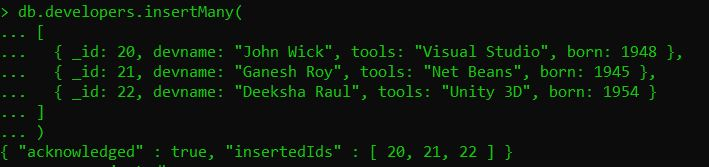 > db.developers.insertMany(
... [
...   { _id: 20, devname: "John Wick", tools: "Visual Studio", born: 1948 },
...   { _id: 21, devname: "Ganesh Roy", tools: "Net Beans", born: 1945 },
...   { _id: 22, devname: "Deeksha Raul", tools: "Unity 3D", born: 1954 }
... ]
... )
{ "acknowledged" : true, "insertedIds" : [ 20, 21, 22 ] }